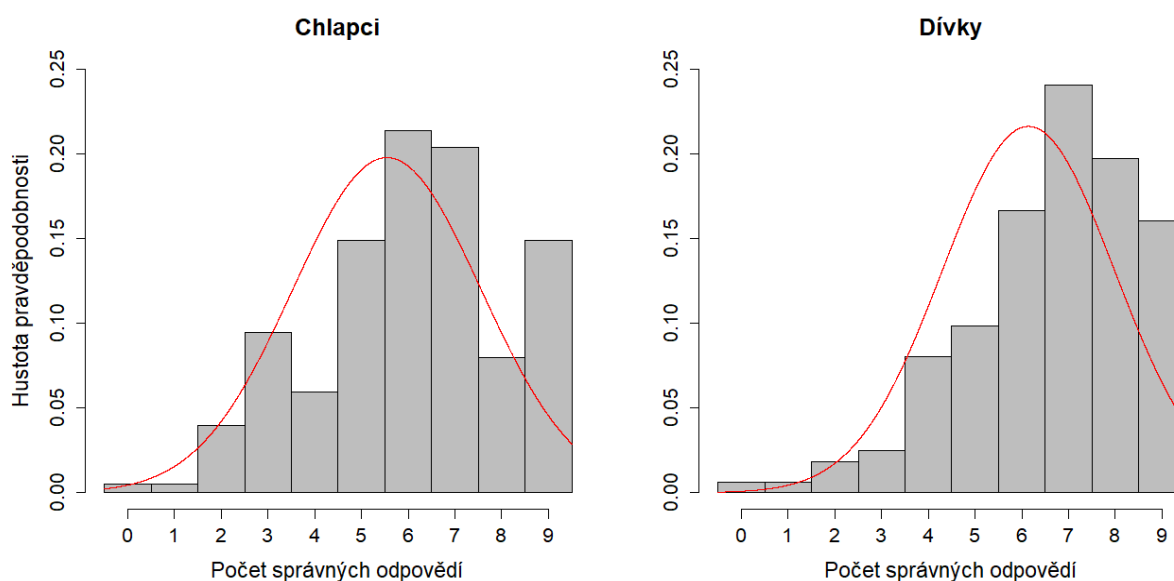 Chlapci
Hustota pravděpodobnosti
0.25
0.20
0.15
0.10
0.05
0.00
0 1 2 3 4 5 6 7 8 9
Počet správných odpovědí
Dívky
0.25
0.20
0.15
0.10
0.05
0.00
0 1 2 3 4 5 6 7 8 9
Počet správných odpovědí